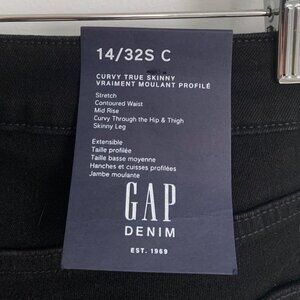 14/32S C
CURVY TRUE SKINNY
VRAIMENT MOULANT PROFILÉ
Stretch
Contoured Waist
Mid Rise
Curvy Through the Hip & Thigh
Skinny Leg
Extensible
Taille profilée
Taille basse moyenne
Hanches et cuisses profilées
Jambe moulante
GAP
DENIM
EST. 1969